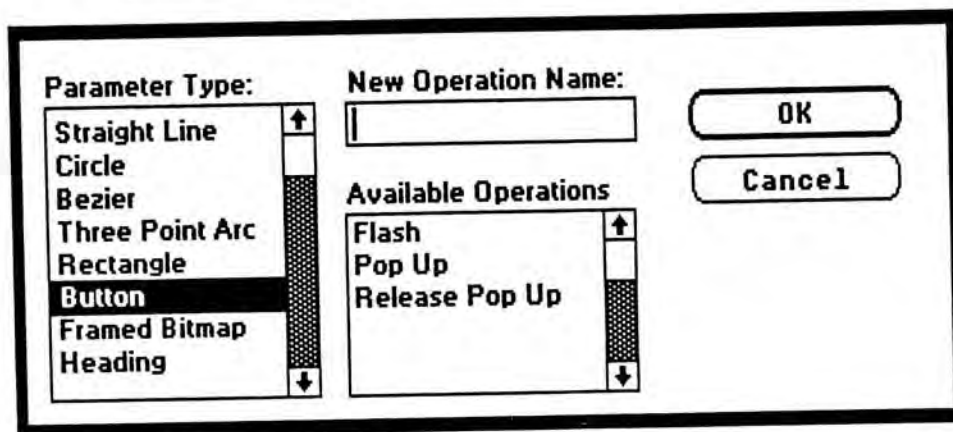 Parameter Type:
Straight Line
Circle
Bezier
Three Point Arc
Rectangle
Button
Framed Bitmap
Heading
New Operation Name:
Available Operations
Flash
Pop Up
Release Pop Up
OK
Cancel